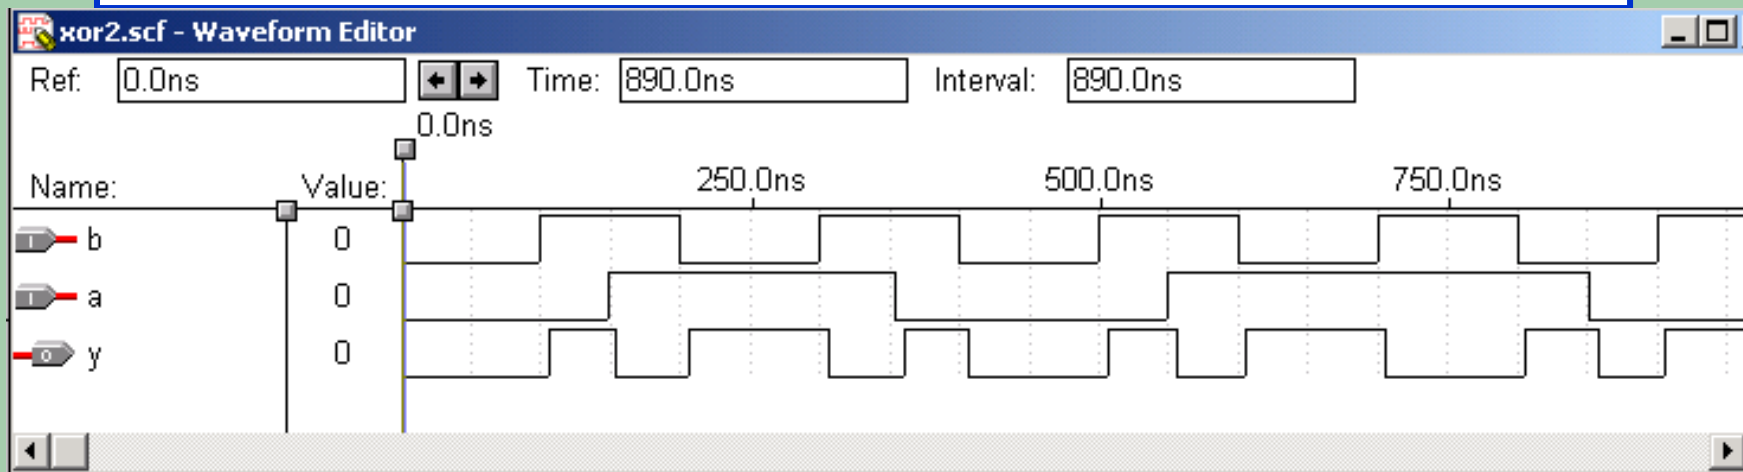 xor2.scf - Waveform Editor
Ref: 0.0ns Time: 890.0ns Interval: 890.0ns
0.0ns
Name: Value: 250.0ns 500.0ns 750.0ns
I b 0
I a 0
O y 0